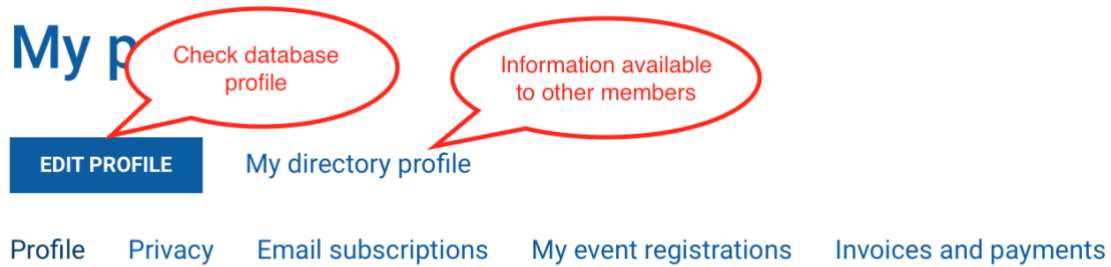 My p
Check database
profile
Information available
to other members
EDIT PROFILE
My directory profile
Profile Privacy Email subscriptions My event registrations Invoices and payments